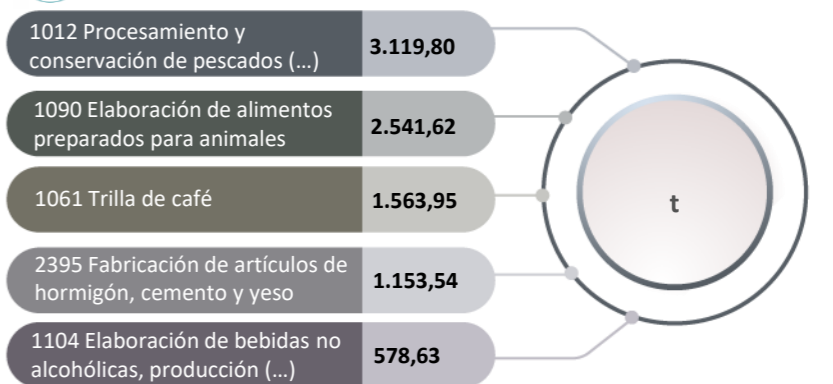 1012 Procesamiento y
conservación de pescados (...)
3.119,80
1090 Elaboración de alimentos
preparados para animales
2.541,62
1061 Trilla de café
1.563,95
2395 Fabricación de artículos de
hormigón, cemento y yeso
1.153,54
1104 Elaboración de bebidas no
alcohólicas, producción (...)
578,63
t